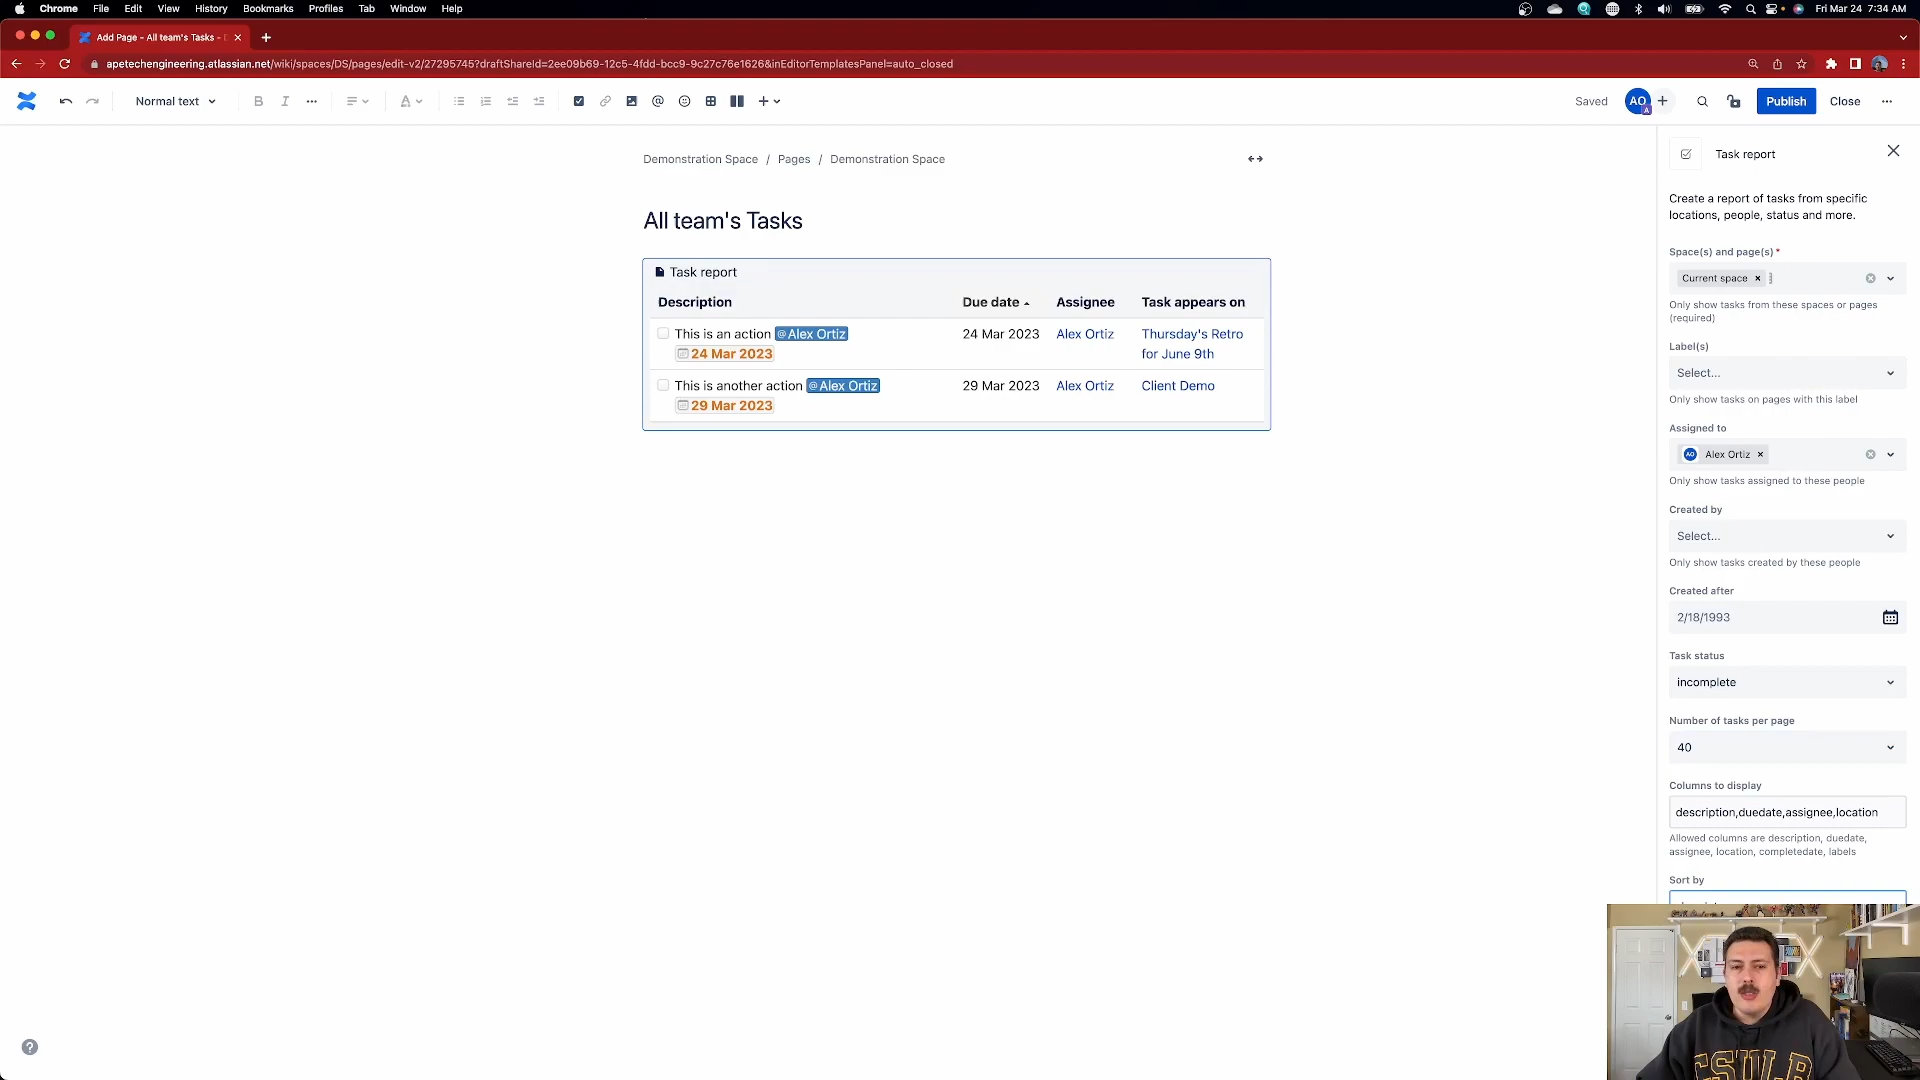 Chrome File Edit View History Bookmarks Profiles Tab Window Help Fri Mar 24 7:34 AM
Add Page - All team's Tasks -
apetechengineering.atlassian.net/wiki/spaces/DS/pages/edit-v2/27295745?draftShareId=2ee09b69-12c5-4fdd-bcc9-9c27c76e1626&inEditorTemplatesPanel=auto_closed
Normal text B I A Saved AO A Publish Close
Demonstration Space / Pages / Demonstration Space
All team's Tasks
Task report
Description Due date Assignee Task appears on
This is an action @Alex Ortiz 24 Mar 2023 Alex Ortiz Thursday's Retro
24 Mar 2023 for June 9th
This is another action @Alex Ortiz 29 Mar 2023 Alex Ortiz Client Demo
29 Mar 2023
Task report
Create a report of tasks from specific
locations, people, status and more.
Space(s) and page(s)*
Current space
Only show tasks from these spaces or pages
(required)
Label(s)
Select...
Only show tasks on pages with this label
Assigned to
AO Alex Ortiz
Only show tasks assigned to these people
Created by
Select...
Only show tasks created by these people
Created after
2/18/1993
Task status
incomplete
Number of tasks per page
40
Columns to display
description,duedate,assignee,location
Allowed columns are description, duedate,
assignee, location, completedate, labels
Sort by
CSULB